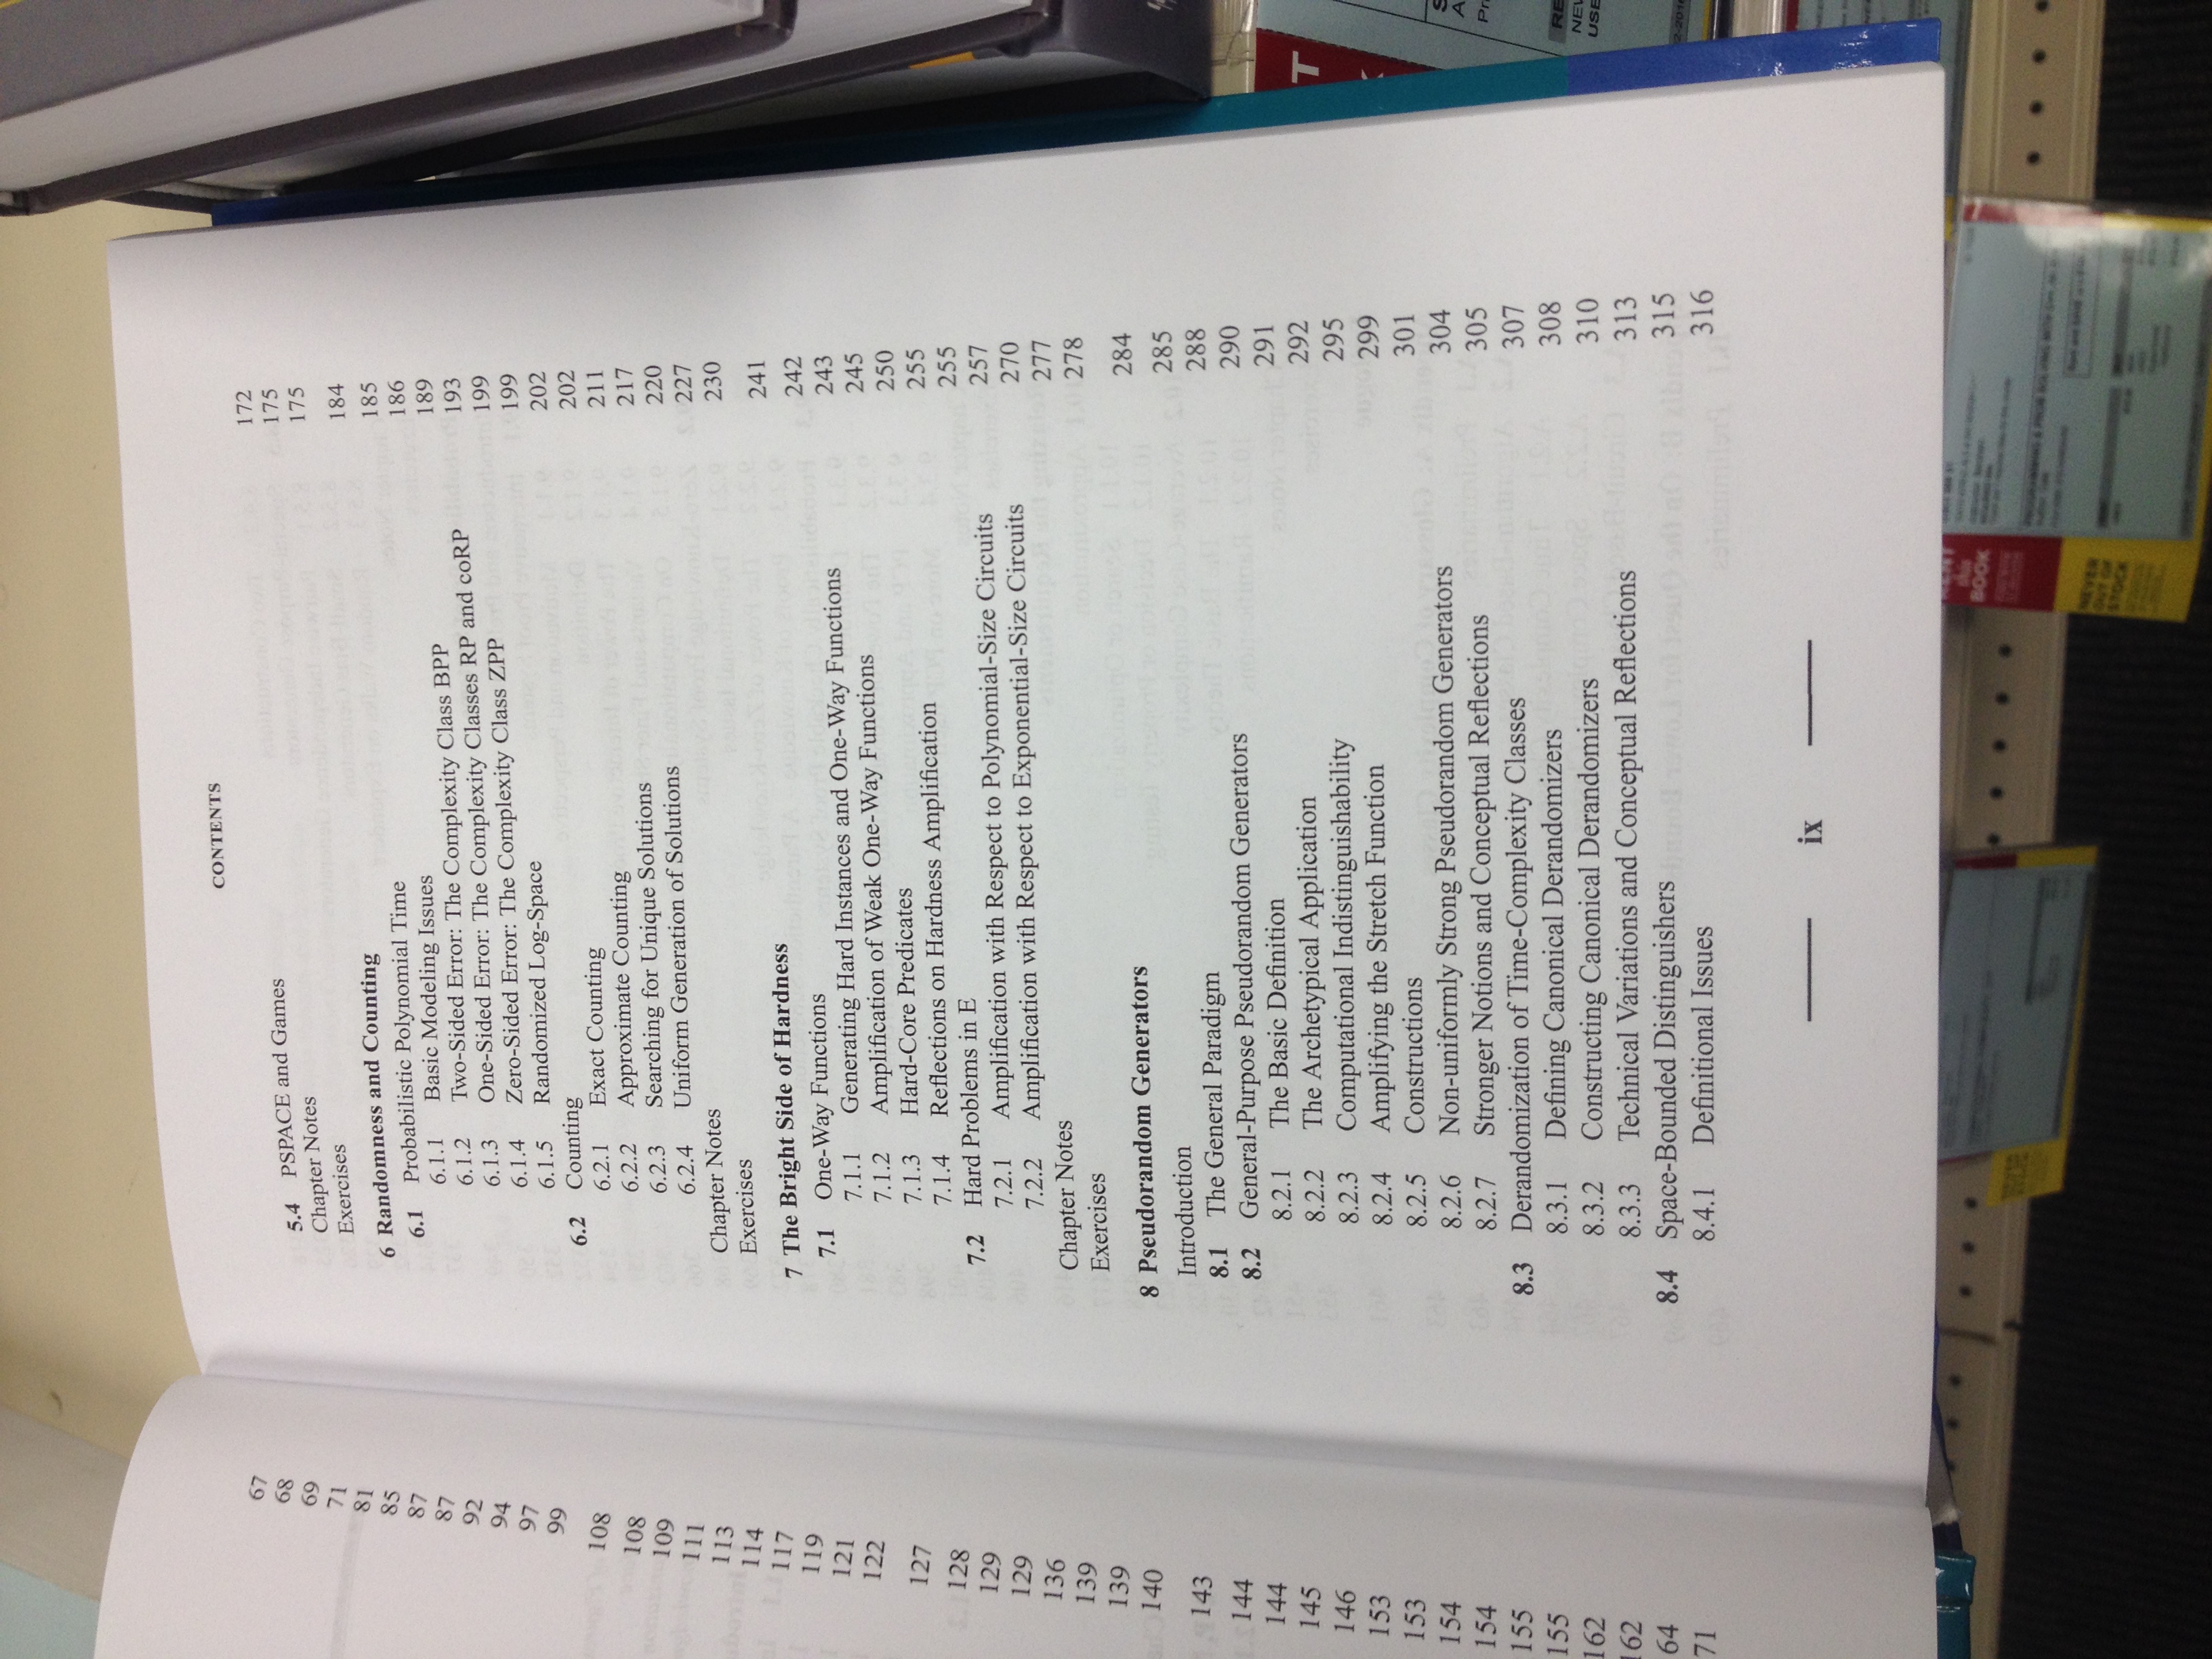 67
68
69
71
81
85
87
87
92
94
97
99
108
108
109
111
113
114
117
119
121
122
127
128
129
129
136
139
139
140
143
144
144
145
146
153
153
154
154
155
155
162
162
64
71
CONTENTS
5.4 PSPACE and Games 172
Chapter Notes 175
Exercises 175
6 Randomness and Counting 184
6.1 Probabilistic Polynomial Time 185
6.1.1 Basic Modeling Issues 186
6.1.2 Two-Sided Error: The Complexity Class BPP 189
6.1.3 One-Sided Error: The Complexity Classes RP and coRP 193
6.1.4 Zero-Sided Error: The Complexity Class ZPP 199
6.1.5 Randomized Log-Space 199
6.2 Counting 202
6.2.1 Exact Counting 202
6.2.2 Approximate Counting 211
6.2.3 Searching for Unique Solutions 217
6.2.4 Uniform Generation of Solutions 220
Chapter Notes 227
Exercises 230
7 The Bright Side of Hardness 241
7.1 One-Way Functions 242
7.1.1 Generating Hard Instances and One-Way Functions 243
7.1.2 Amplification of Weak One-Way Functions 245
7.1.3 Hard-Core Predicates 250
7.1.4 Reflections on Hardness Amplification 255
7.2 Hard Problems in E 255
7.2.1 Amplification with Respect to Polynomial-Size Circuits 257
7.2.2 Amplification with Respect to Exponential-Size Circuits 270
Chapter Notes 277
Exercises 278
8 Pseudorandom Generators 284
Introduction 285
8.1 The General Paradigm 288
8.2 General-Purpose Pseudorandom Generators 290
8.2.1 The Basic Definition 291
8.2.2 The Archetypical Application 292
8.2.3 Computational Indistinguishability 295
8.2.4 Amplifying the Stretch Function 299
8.2.5 Constructions 301
8.2.6 Non-uniformly Strong Pseudorandom Generators 304
8.2.7 Stronger Notions and Conceptual Reflections 305
8.3 Derandomization of Time-Complexity Classes 307
8.3.1 Defining Canonical Derandomizers 308
8.3.2 Constructing Canonical Derandomizers 310
8.3.3 Technical Variations and Conceptual Reflections 313
8.4 Space-Bounded Distinguishers 315
8.4.1 Definitional Issues 316
ix
BOOK
NEVER
OUT OF
STOCK